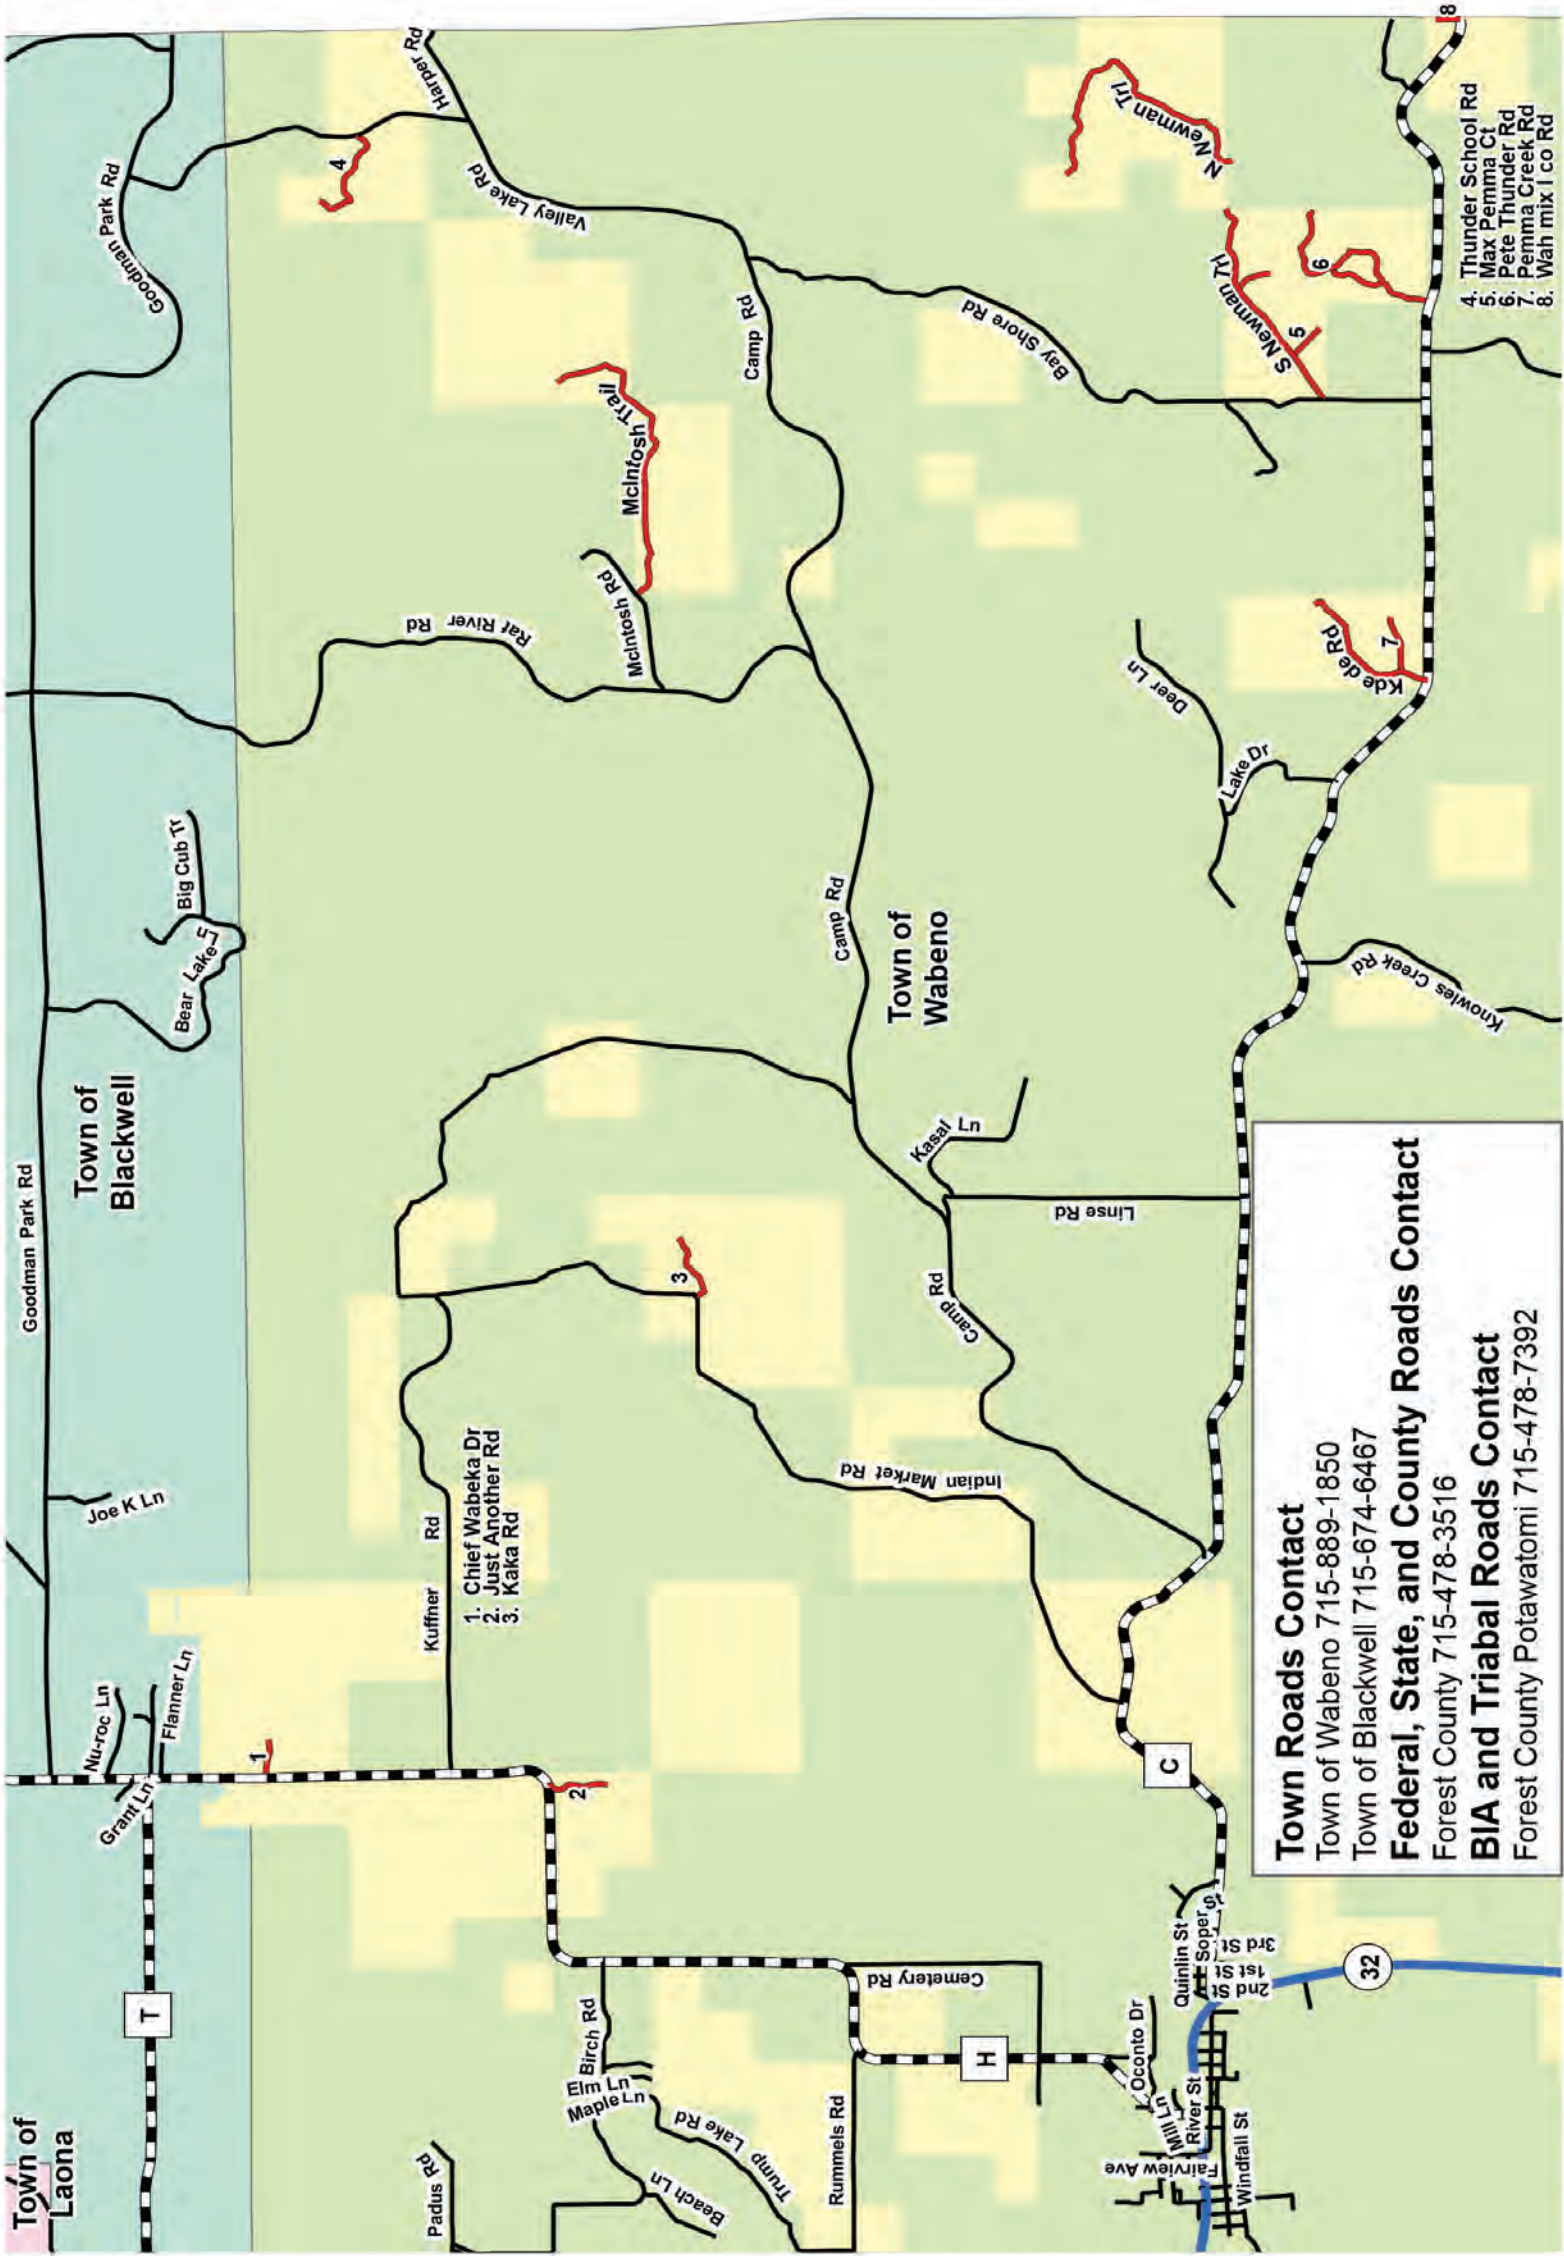 Town of
Laona
T
Grant Ln
Nu-roc Ln
Flanner Ln
Joe K Ln
Goodman Park Rd
Town of
Blackwell
Bear Lake Ln
Big Cub Tr
Goodman Park Rd
Harper Rd
1
4
Padus Rd
Kuffner Rd
1. Chief Wabeka Dr
2. Just Another Rd
3. Kaka Rd
Rat River Rd
Valley Lake Rd
2
3
McIntosh Rd
McIntosh Trail
Birch Rd
Elm Ln
Maple Ln
Beach Ln
Trump Lake Rd
Camp Rd
Rummels Rd
Cemetery Rd
Indian Market Rd
Camp Rd
Town of
Wabeno
Camp Rd
Kasal Ln
Linse Rd
Bay Shore Rd
H
Oconto Dr
Mill Ln
Fairview Ave
River St
Windfall St
Quinlin St
Soper St
3rd St
1st St
2nd St
C
32
Deer Ln
Lake Dr
Knowles Creek Rd
Kde de Rd
7
N Newman Trl
S Newman Trl
5
6
8
4. Thunder School Rd
5. Max Pemma Ct
6. Pete Thunder Rd
7. Pemma Creek Rd
8. Wah mix I co Rd
Town Roads Contact
Town of Wabeno 715-889-1850
Town of Blackwell 715-674-6467
Federal, State, and County Roads Contact
Forest County 715-478-3516
BIA and Triabal Roads Contact
Forest County Potawatomi 715-478-7392